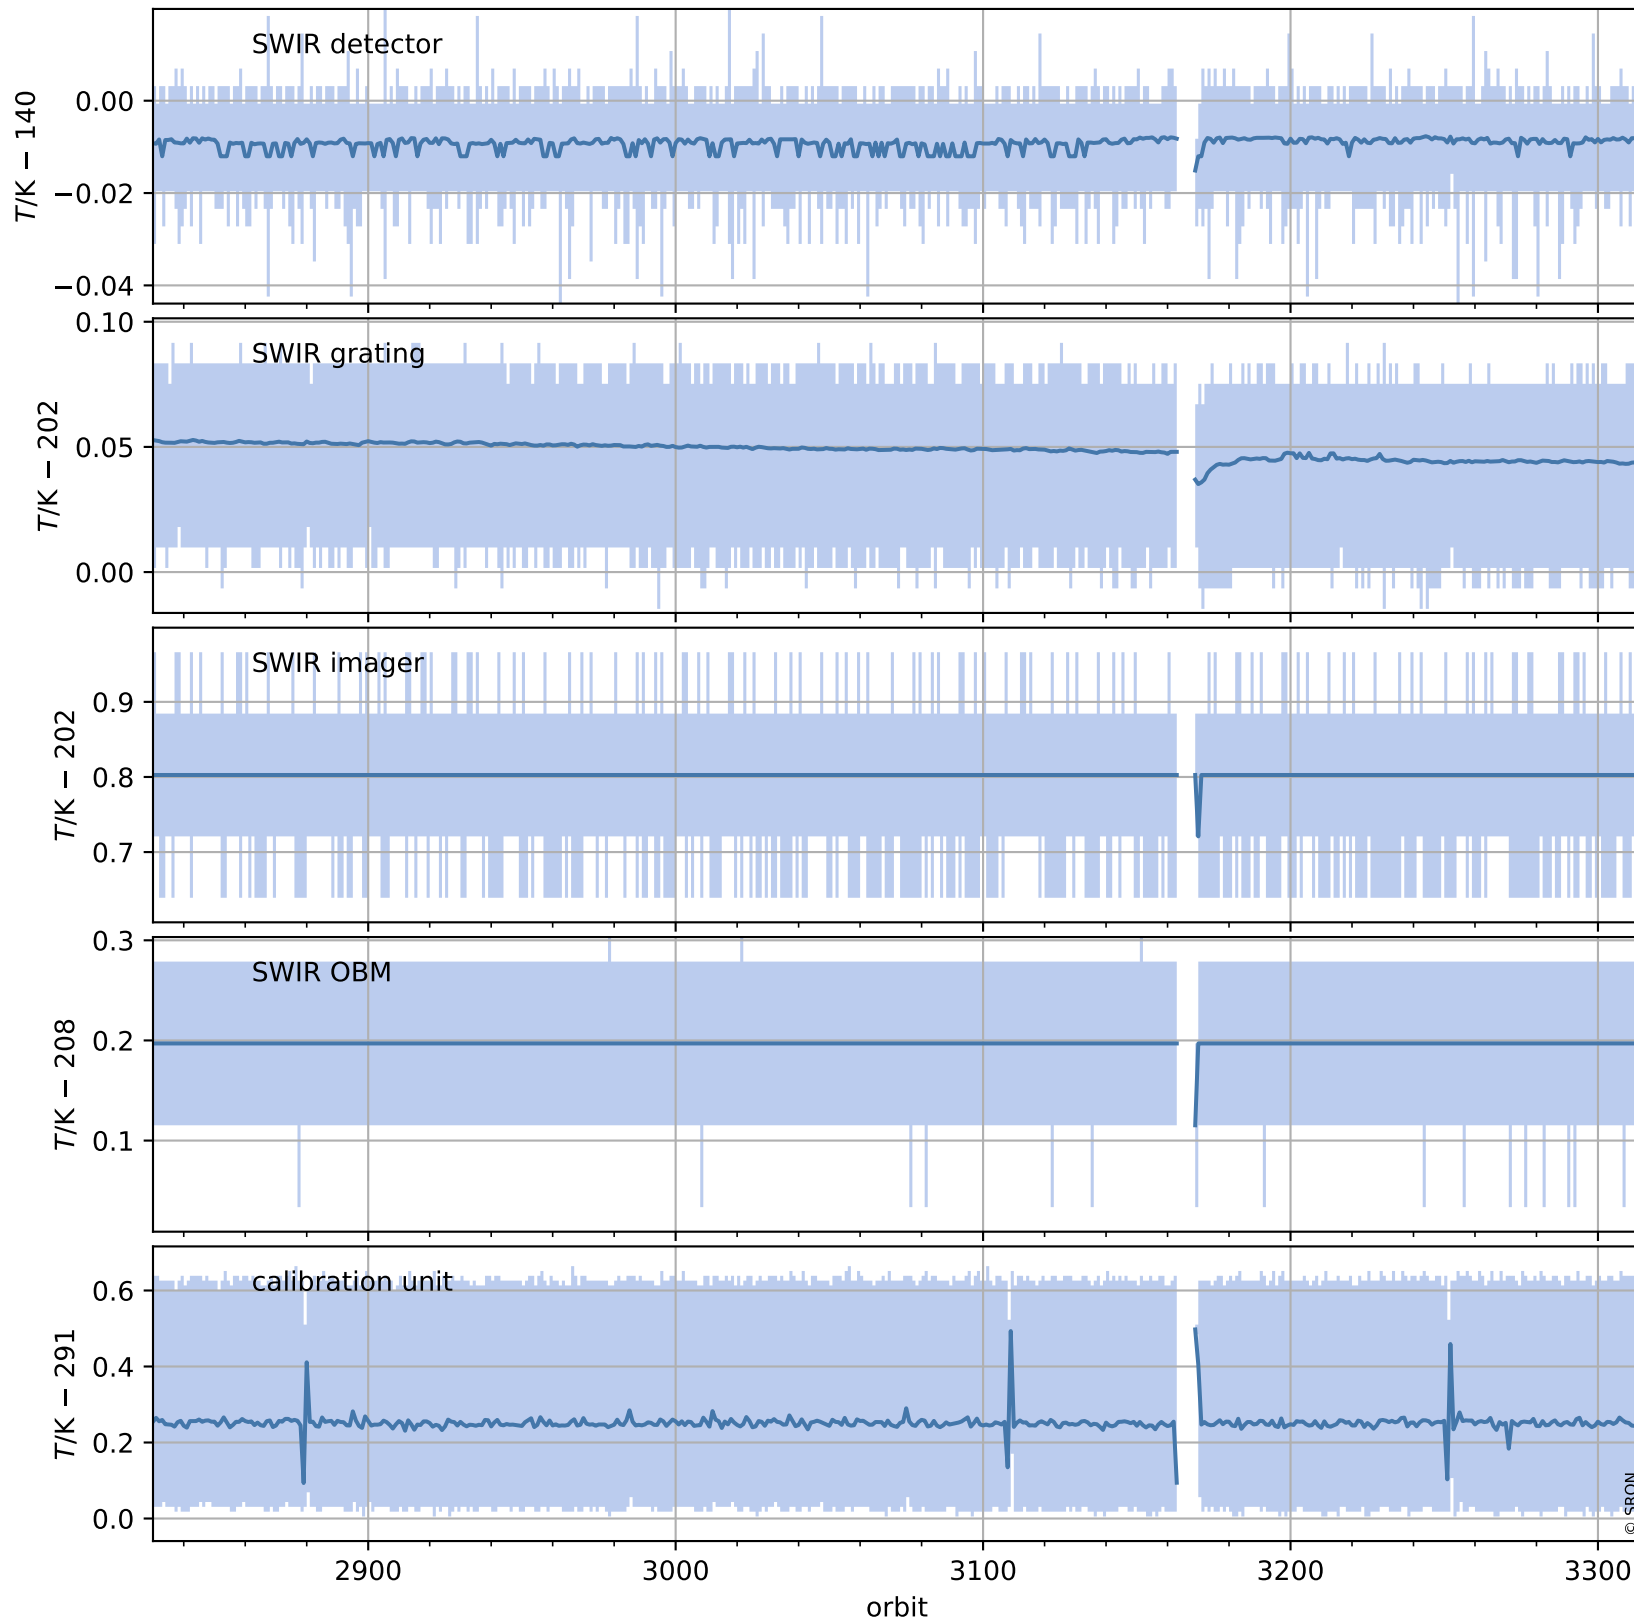 SWIR detector
T/K − 140
0.00
−0.02
−0.04
SWIR grating
T/K − 202
0.10
0.05
0.00
SWIR imager
T/K − 202
0.9
0.8
0.7
SWIR OBM
T/K − 208
0.3
0.2
0.1
calibration unit
T/K − 291
0.6
0.4
0.2
0.0
© SRON
2900 3000 3100 3200 3300
orbit